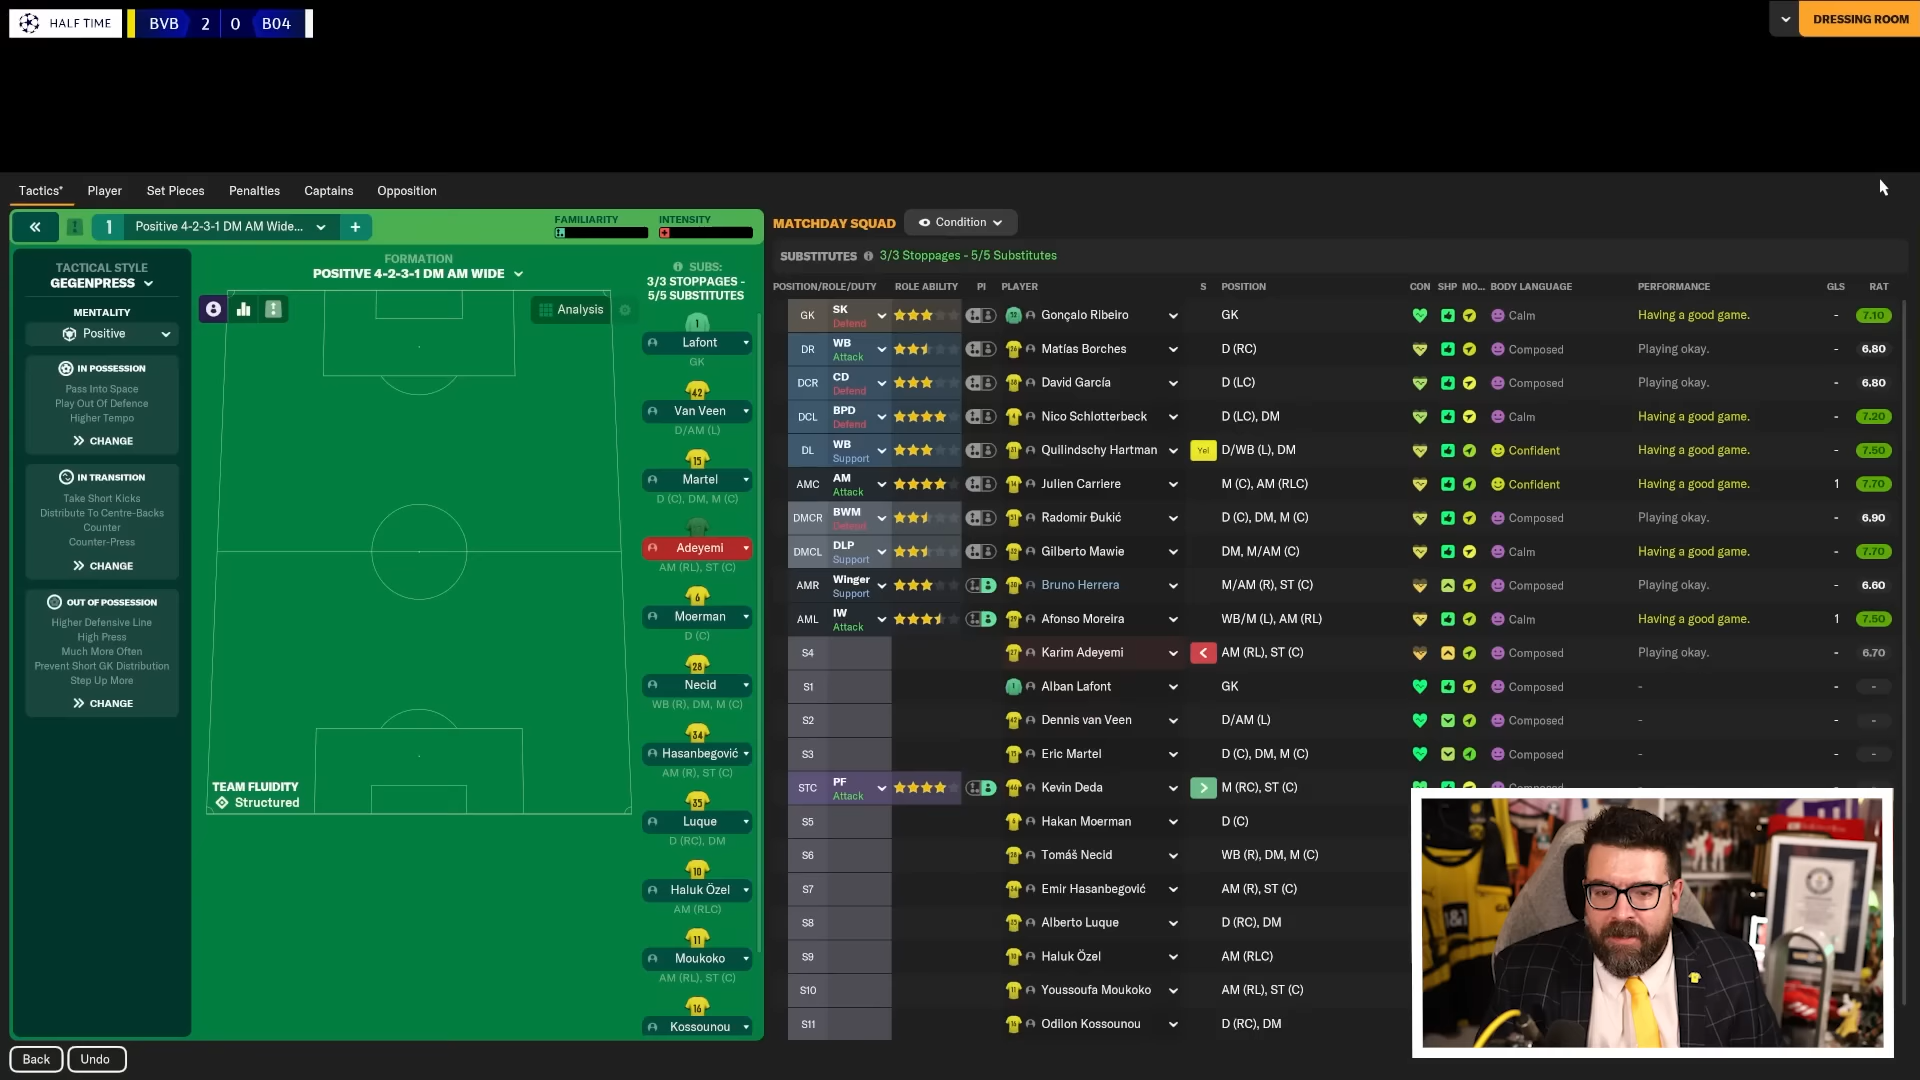 HALF TIME
BVB 2 0 B04
DRESSING ROOM
Tactics* Player Set Pieces Penalties Captains Opposition
1 Positive 4-2-3-1 DM AM Wide... +
FAMILIARITY
INTENSITY
TACTICAL STYLE
GEGENPRESS
MENTALITY
Positive
IN POSSESSION
Pass Into Space
Play Out Of Defence
Higher Tempo
CHANGE
IN TRANSITION
Take Short Kicks
Distribute To Centre-Backs
Counter
Counter-Press
CHANGE
OUT OF POSSESSION
Higher Defensive Line
High Press
Much More Often
Prevent Short GK Distribution
Step Up More
CHANGE
FORMATION
POSITIVE 4-2-3-1 DM AM WIDE
Analysis
TEAM FLUIDITY
Structured
SUBS:
3/3 STOPPAGES -
5/5 SUBSTITUTES
1
Lafont
GK
42
Van Veen
D/AM (L)
15
Martel
D (C), DM, M (C)
Adeyemi
AM (RL), ST (C)
6
Moerman
D (C)
28
Necid
WB (R), DM, M (C)
34
Hasanbegović
AM (R), ST (C)
35
Luque
D (RC), DM
10
Haluk Özel
AM (RLC)
11
Moukoko
AM (RL), ST (C)
16
Kossounou
Back Undo
MATCHDAY SQUAD Condition
SUBSTITUTES 3/3 Stoppages - 5/5 Substitutes
POSITION/ROLE/DUTY ROLE ABILITY PI PLAYER S POSITION CON SHP MO... BODY LANGUAGE PERFORMANCE GLS RAT
GK SK Defend Gonçalo Ribeiro GK Calm Having a good game. - 7.10
DR WB Attack Matías Borches D (RC) Composed Playing okay. - 6.80
DCR CD Defend David García D (LC) Composed Playing okay. - 6.80
DCL BPD Defend Nico Schlotterbeck D (LC), DM Calm Having a good game. - 7.20
DL WB Support Quilindschy Hartman Yel D/WB (L), DM Confident Having a good game. - 7.50
AMC AM Attack Julien Carriere M (C), AM (RLC) Confident Having a good game. 1 7.70
DMCR BWM Defend Radomir Đukić D (C), DM, M (C) Composed Playing okay. - 6.90
DMCL DLP Support Gilberto Mawie DM, M/AM (C) Calm Having a good game. - 7.70
AMR Winger Support Bruno Herrera M/AM (R), ST (C) Composed Playing okay. - 6.60
AML IW Attack Afonso Moreira WB/M (L), AM (RL) Calm Having a good game. 1 7.50
S4 Karim Adeyemi AM (RL), ST (C) Composed Playing okay. - 6.70
S1 Alban Lafont GK Composed - - -
S2 Dennis van Veen D/AM (L) Composed - - -
S3 Eric Martel D (C), DM, M (C) Composed - - -
STC PF Attack Kevin Deda M (RC), ST (C)
S5 Hakan Moerman D (C)
S6 Tomáš Necid WB (R), DM, M (C)
S7 Emir Hasanbegović AM (R), ST (C)
S8 Alberto Luque D (RC), DM
S9 Haluk Özel AM (RLC)
S10 Youssoufa Moukoko AM (RL), ST (C)
S11 Odilon Kossounou D (RC), DM